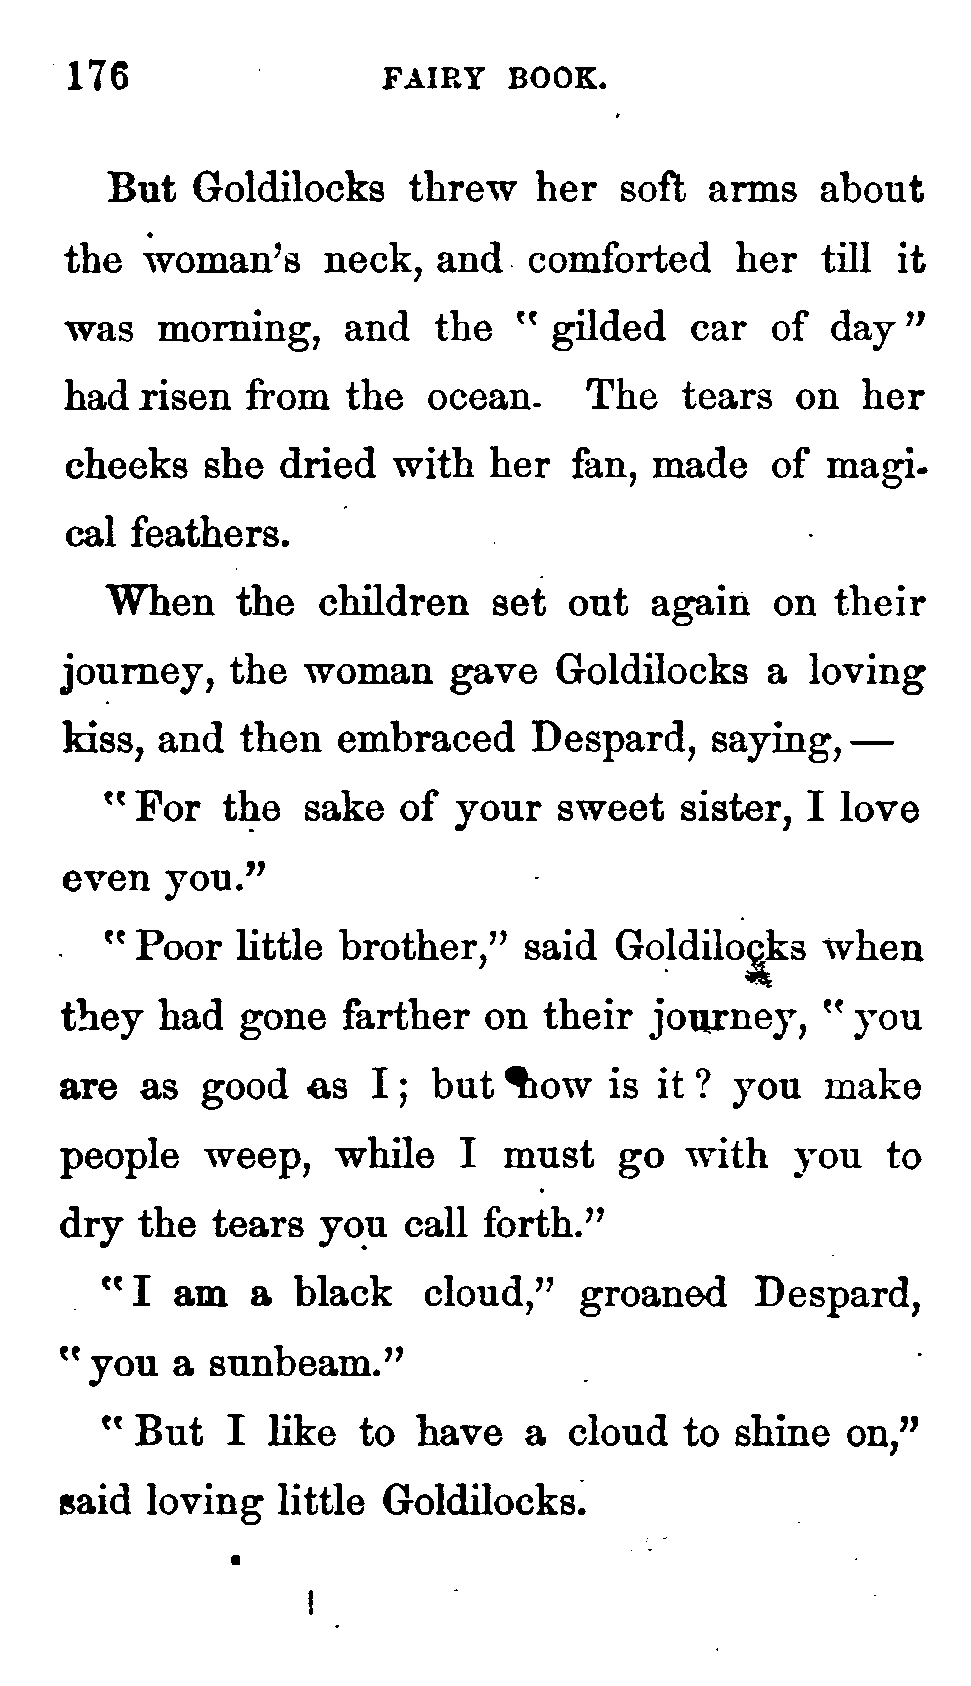 176 FAIRY BOOK.
But Goldilocks threw her soft arms about
the woman's neck, and comforted her till it
was morning, and the "gilded car of day"
had risen from the ocean. The tears on her
cheeks she dried with her fan, made of magi-
cal feathers.
When the children set out again on their
journey, the woman gave Goldilocks a loving
kiss, and then embraced Despard, saying,—
"For the sake of your sweet sister, I love
even you."
"Poor little brother," said Goldilocks when
they had gone farther on their journey, "you
are as good as I; but how is it? you make
people weep, while I must go with you to
dry the tears you call forth."
"I am a black cloud," groaned Despard,
"you a sunbeam."
"But I like to have a cloud to shine on,"
said loving little Goldilocks.